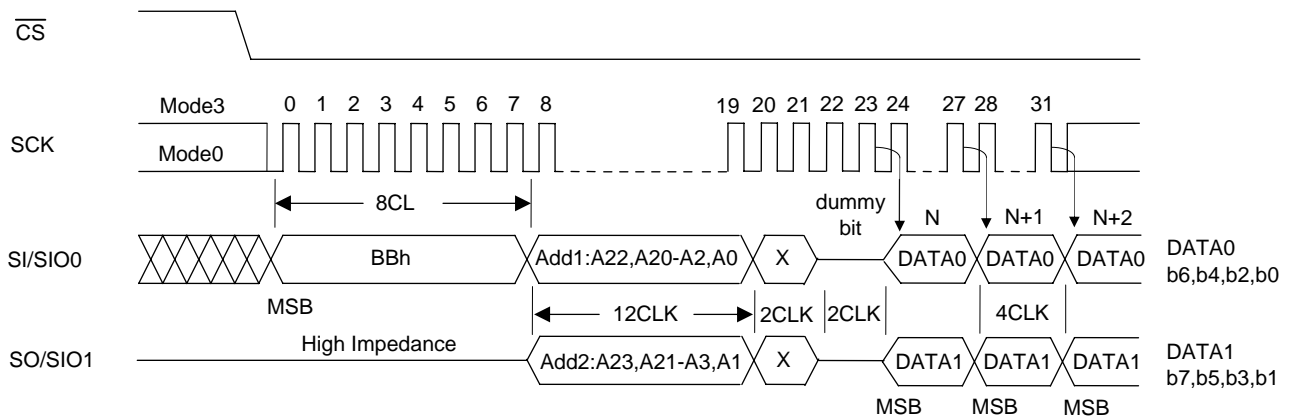 CS
Mode3 0 1 2 3 4 5 6 7 8 19 20 21 22 23 24 27 28 31
SCK
Mode0
8CL
dummy bit
N N+1 N+2
SI/SIO0 BBh Add1:A22,A20-A2,A0 X DATA0 DATA0 DATA0
DATA0
b6,b4,b2,b0
MSB
12CLK 2CLK 2CLK 4CLK
High Impedance
SO/SIO1 Add2:A23,A21-A3,A1 X DATA1 DATA1 DATA1
DATA1
b7,b5,b3,b1
MSB MSB MSB